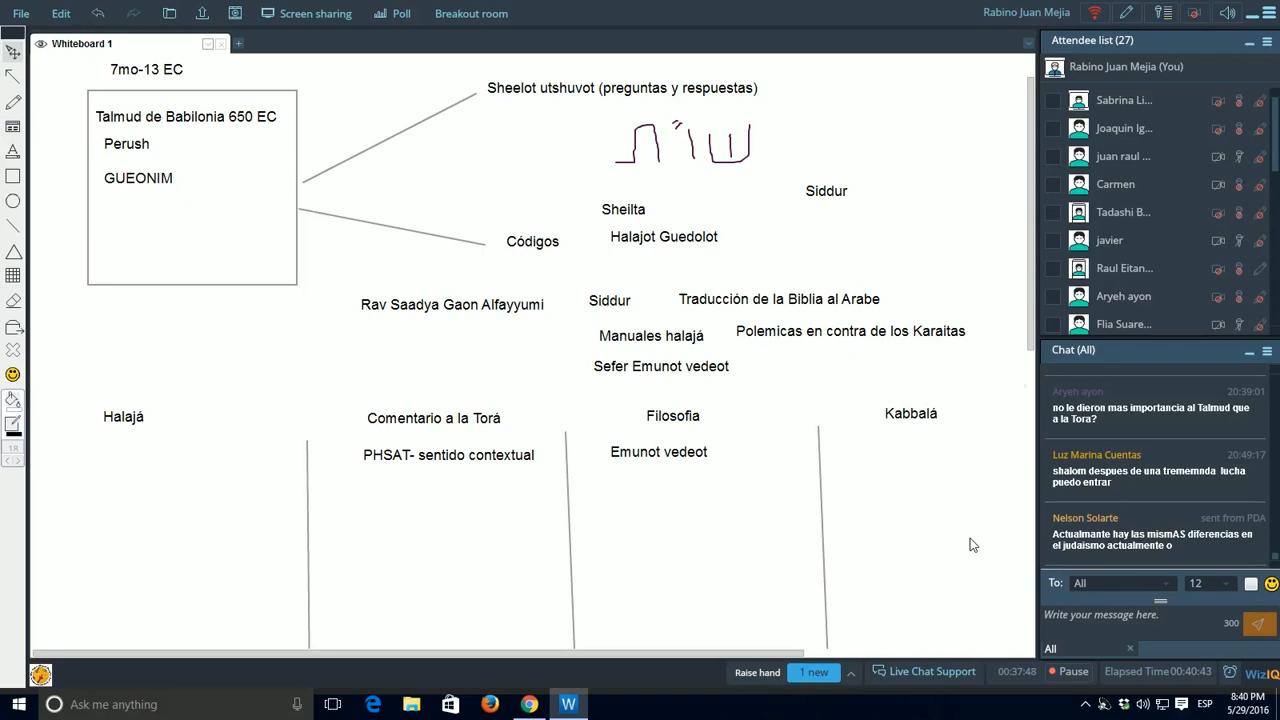 File Edit Screen sharing Poll Breakout room Rabino Juan Mejia
Whiteboard 1
7mo-13 EC
Talmud de Babilonia 650 EC
Perush
GUEONIM
Sheelot utshuvot (preguntas y respuestas)
שו״ת
Siddur
Sheilta
Códigos
Halajot Guedolot
Rav Saadya Gaon Alfayyumi
Siddur
Traducción de la Biblia al Arabe
Manuales halajá
Polemicas en contra de los Karaitas
Sefer Emunot vedeot
Halajá
Comentario a la Torá
Filosofia
Kabbalá
PHSAT- sentido contextual
Emunot vedeot
Attendee list (27)
Rabino Juan Mejia (You)
Sabrina Li...
Joaquin Ig...
juan raul ...
Carmen
Tadashi B...
javier
Raul Eitan...
Aryeh ayon
Flia Suare...
Chat (All)
Aryeh ayon 20:39:01
no le dieron mas importancia al Talmud que
a la Tora?
Luz Marina Cuentas 20:49:17
shalom despues de una trememnda lucha
puedo entrar
Nelson Solarte sent from PDA
Actualmante hay las mismAS diferencias en
el judaismo actualmente o
To: All 12
Write your message here.
300
All
18
Raise hand 1 new Live Chat Support 00:37:48 Pause Elapsed Time 00:40:43 WizIQ
Ask me anything
ESP
8:40 PM
5/29/2016